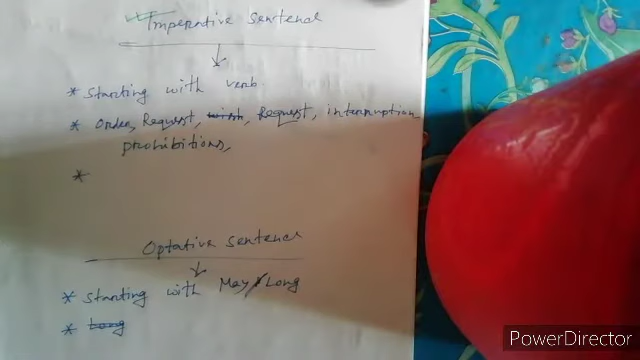 Imperative Sentence
* Starting with verb.
* Order, Request, wish, Request, interruption
prohibitions,
*
Optative Sentence
* Starting with May/Long
* Long
PowerDirector